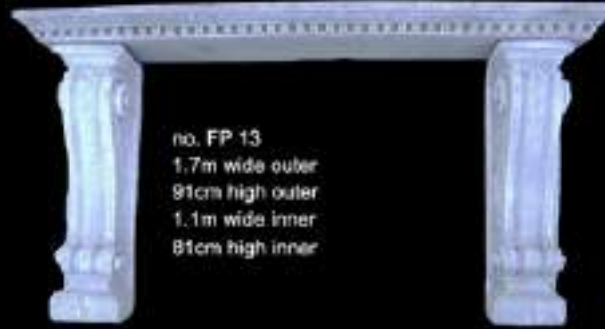 no. FP 13
1.7m wide outer
91cm high outer
1.1m wide inner
81cm high inner